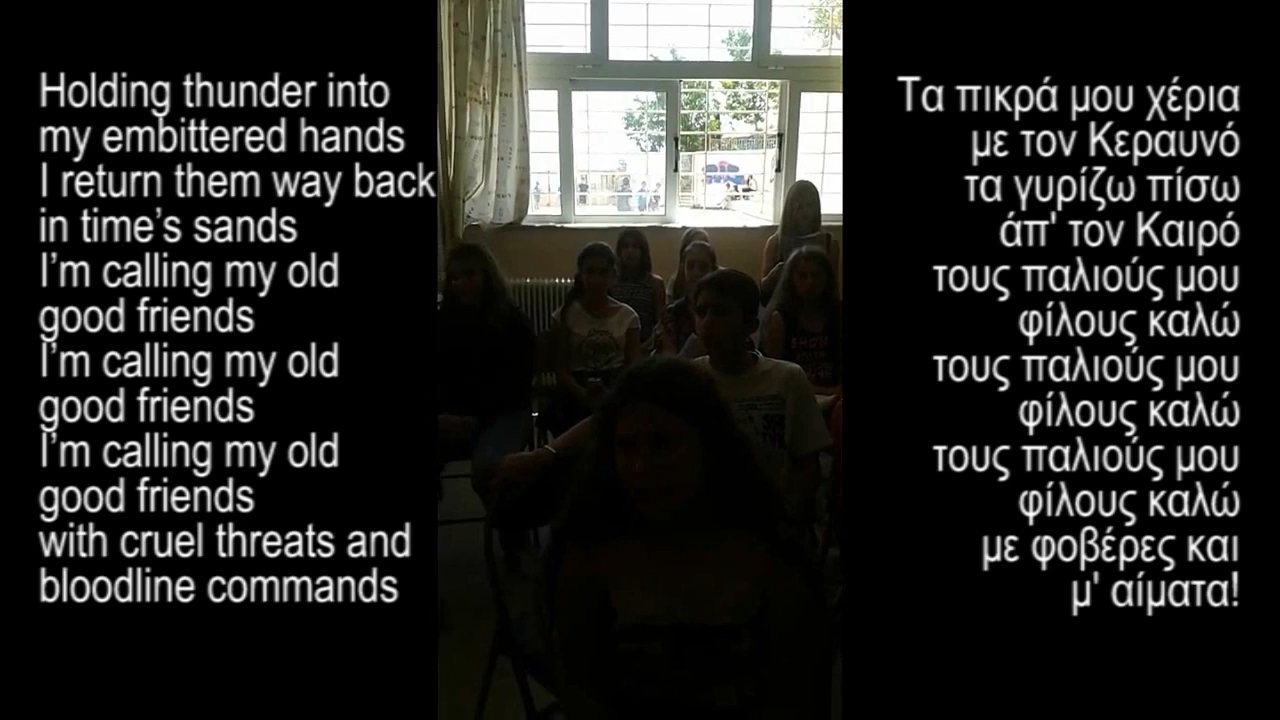 Holding thunder into
my embittered hands
I return them way back
in time's sands
I'm calling my old
good friends
I'm calling my old
good friends
I'm calling my old
good friends
with cruel threats and
bloodline commands
Τα πικρά μου χέρια
με τον Κεραυνό
τα γυρίζω πίσω
άπ' τον Καιρό
τους παλιούς μου
φίλους καλώ
τους παλιούς μου
φίλους καλώ
τους παλιούς μου
φίλους καλώ
με φοβέρες και
μ' αίματα!